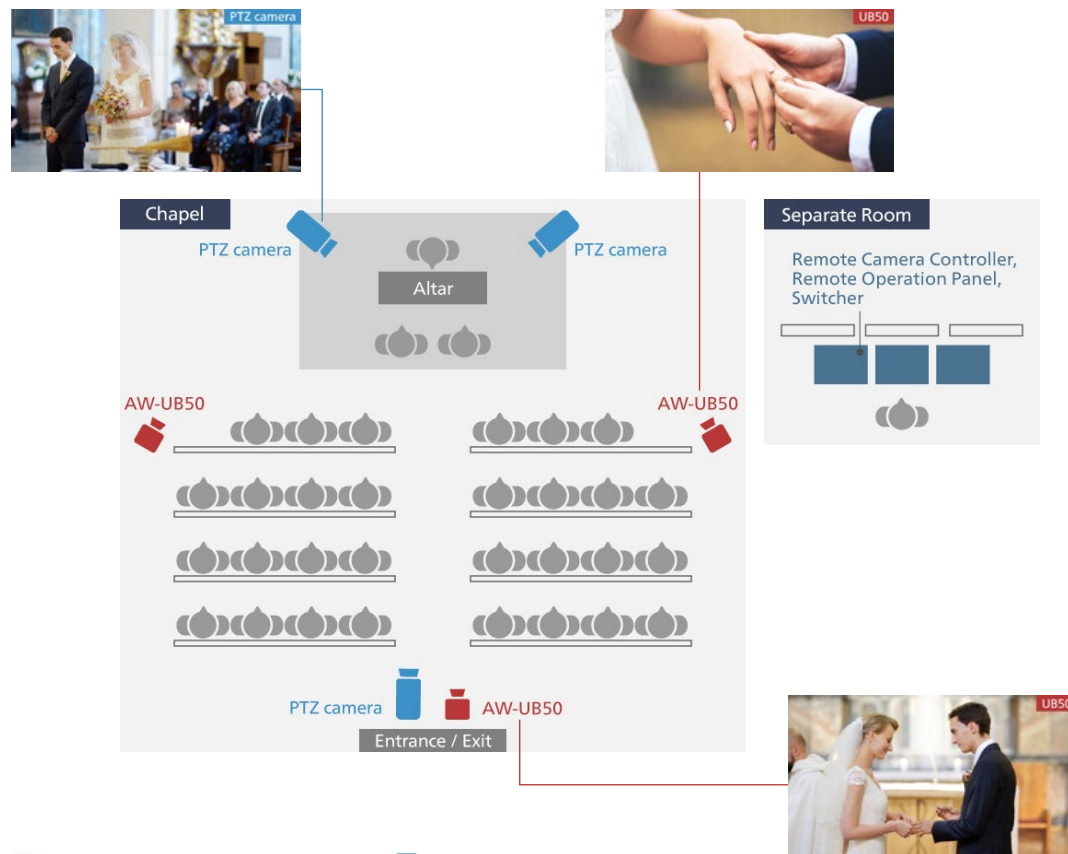 PTZ camera
UB50
Chapel
Separate Room
PTZ camera
PTZ camera
Remote Camera Controller,
Remote Operation Panel,
Switcher
Altar
AW-UB50
AW-UB50
PTZ camera
AW-UB50
UB50
Entrance / Exit